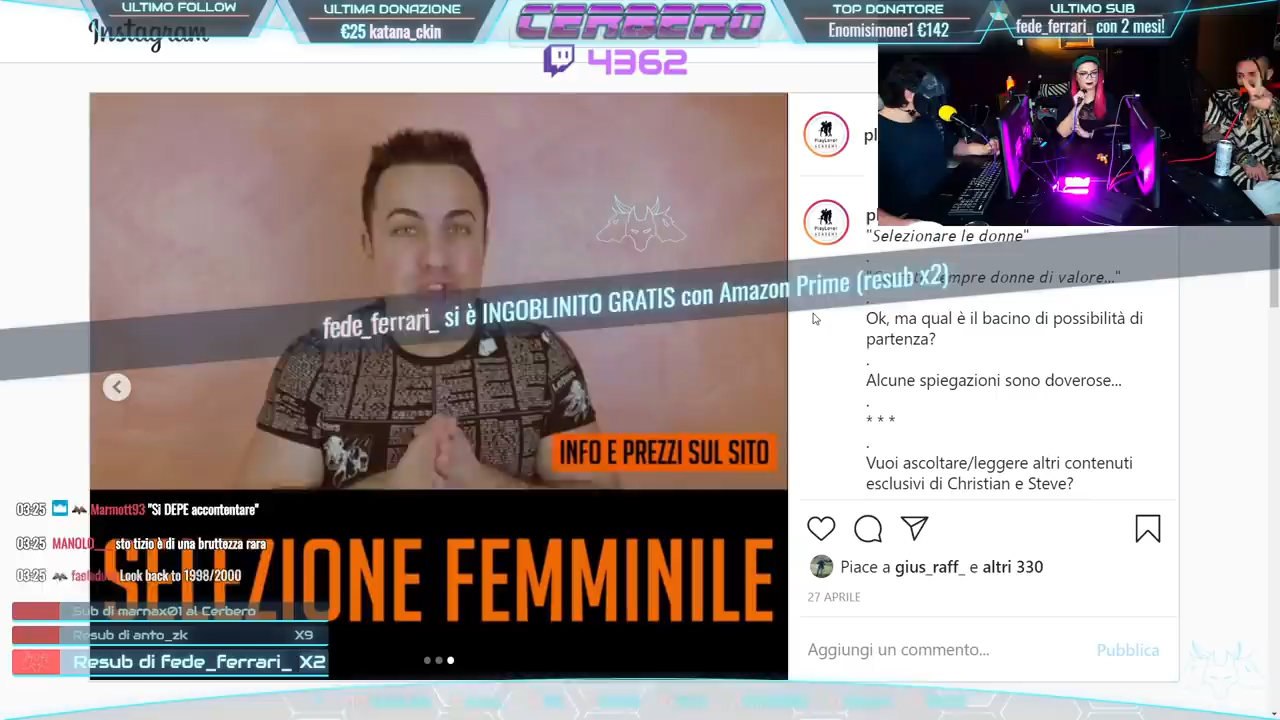 ULTIMO FOLLOW
ULTIMA DONAZIONE
€25 katana_ckin
CERBERO
4362
TOP DONATORE
Enomisimone1 €142
ULTIMO SUB
fede_ferrari_ con 2 mesi!
Instagram
pl
pl
"Selezionare le donne"
.
sempre donne di valore..."
.
Ok, ma qual è il bacino di possibilità di
partenza?
.
Alcune spiegazioni sono doverose...
.
* * *
.
Vuoi ascoltare/leggere altri contenuti
esclusivi di Christian e Steve?
fede_ferrari_ si è INGOBLINITO GRATIS con Amazon Prime (resub x2)
INFO E PREZZI SUL SITO
SELEZIONE FEMMINILE
03:25 Marmott93 "Si DEPE accontentare"
03:25 MANOLO__ sto tizio è di una bruttezza rara
03:25 Look back to 1998/2000
Sub di marnax01 al Cerbero
Resub di anto_zk X9
Resub di fede_ferrari_ X2
Piace a gius_raff_ e altri 330
27 APRILE
Aggiungi un commento...
Pubblica